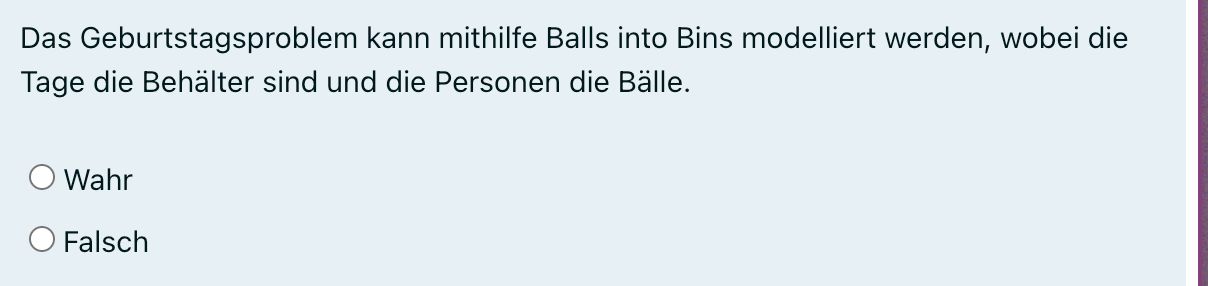 Das Geburtstagsproblem kann mithilfe Balls into Bins modelliert werden, wobei die
Tage die Behälter sind und die Personen die Bälle.
Wahr
Falsch